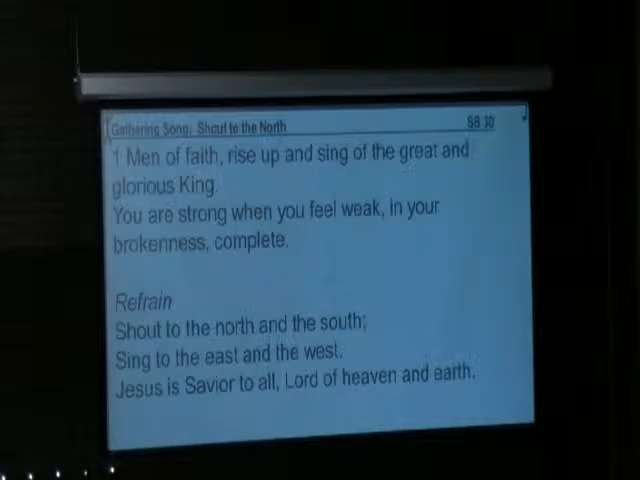 Gathering Song: Shout to the North SB 10
1 Men of faith, rise up and sing of the great and
glorious King.
You are strong when you feel weak, in your
brokenness, complete.
Refrain
Shout to the north and the south;
Sing to the east and the west.
Jesus is Savior to all, Lord of heaven and earth.